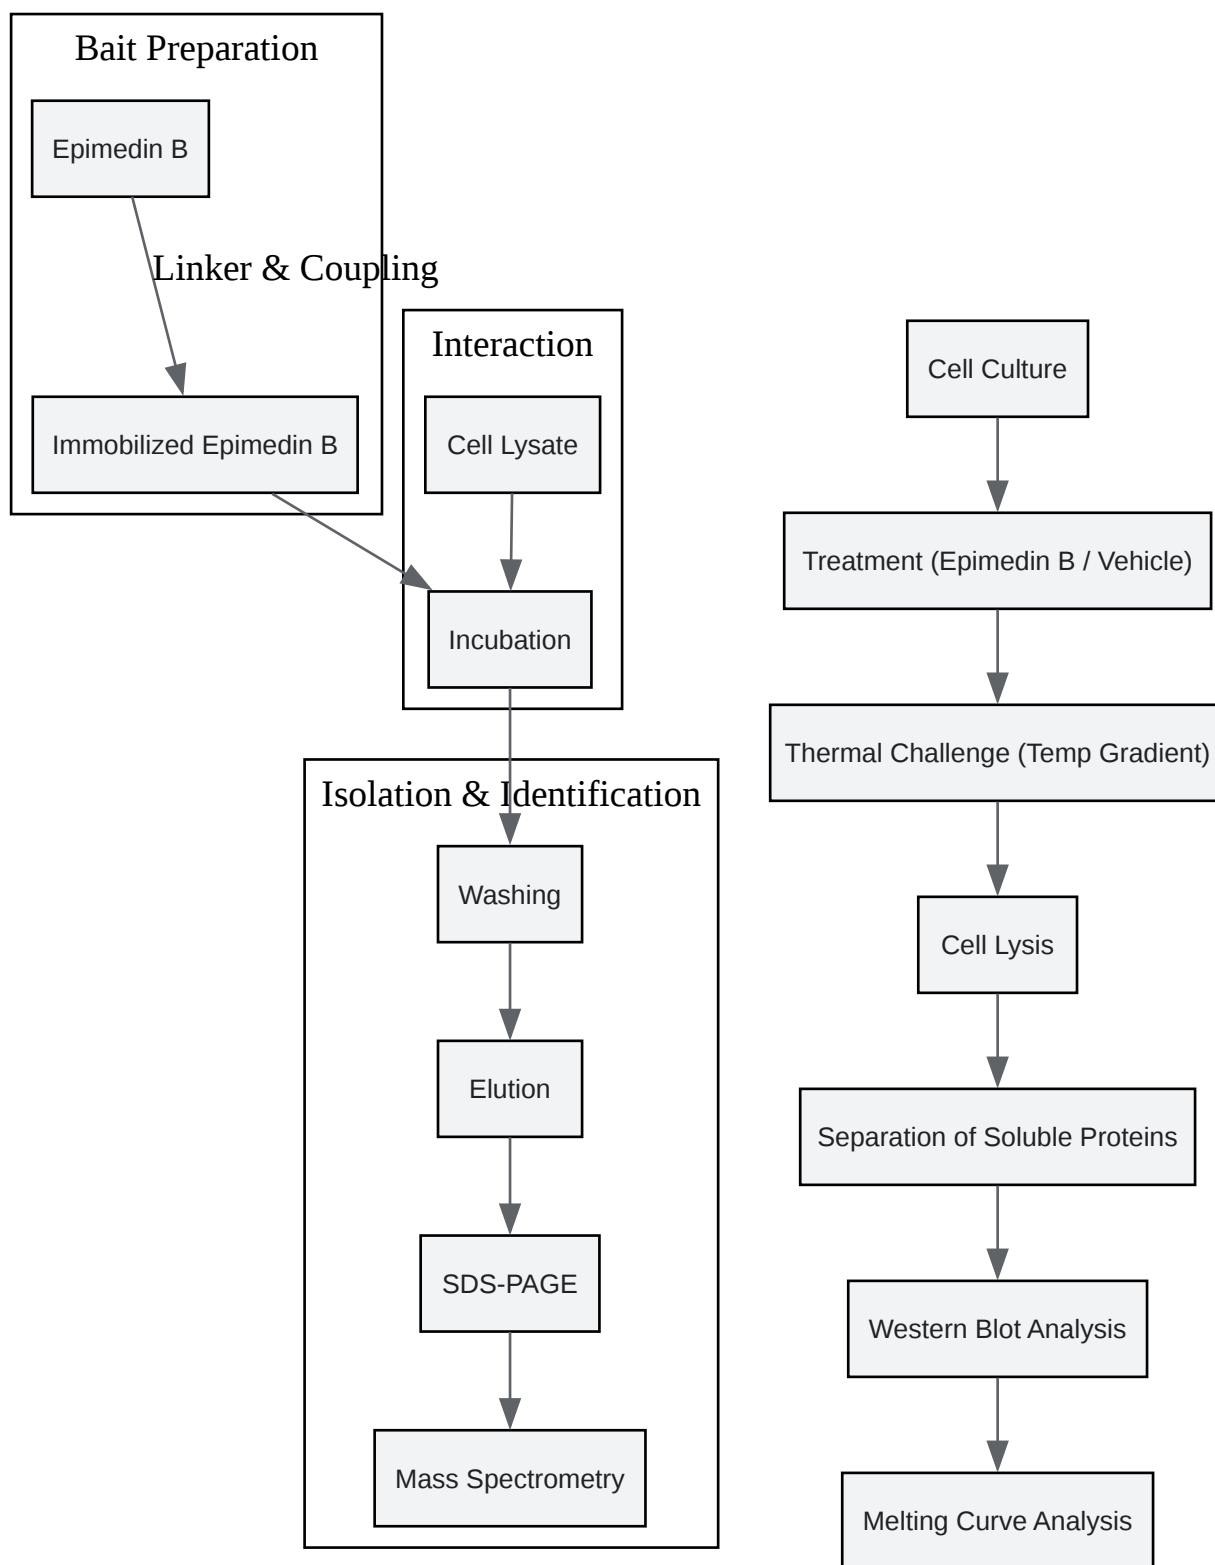 Bait Preparation
Epimedin B
Linker & Coupling
Immobilized Epimedin B
Interaction
Cell Lysate
Incubation
Isolation & Identification
Washing
Elution
SDS-PAGE
Mass Spectrometry
Cell Culture
Treatment (Epimedin B / Vehicle)
Thermal Challenge (Temp Gradient)
Cell Lysis
Separation of Soluble Proteins
Western Blot Analysis
Melting Curve Analysis